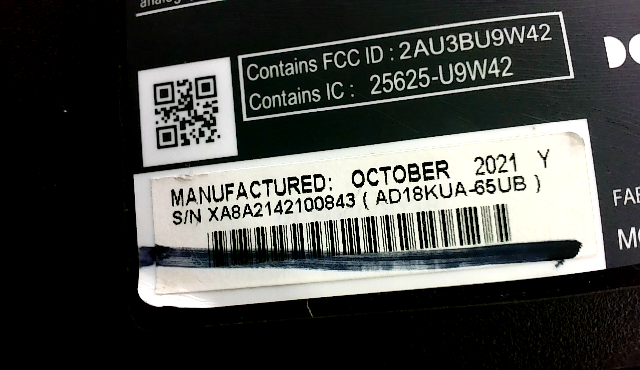 Contains FCC ID : 2AU3BU9W42
Contains IC : 25625-U9W42
MANUFACTURED: OCTOBER 2021 Y
S/N XA8A2142100843 ( AD18KUA-65UB )